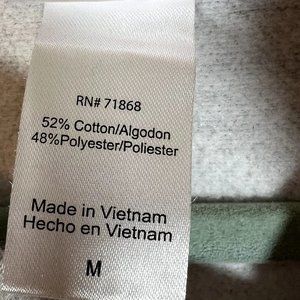 RN# 71868
52% Cotton/Algodon
48%Polyester/Poliester
Made in Vietnam
Hecho en Vietnam
M